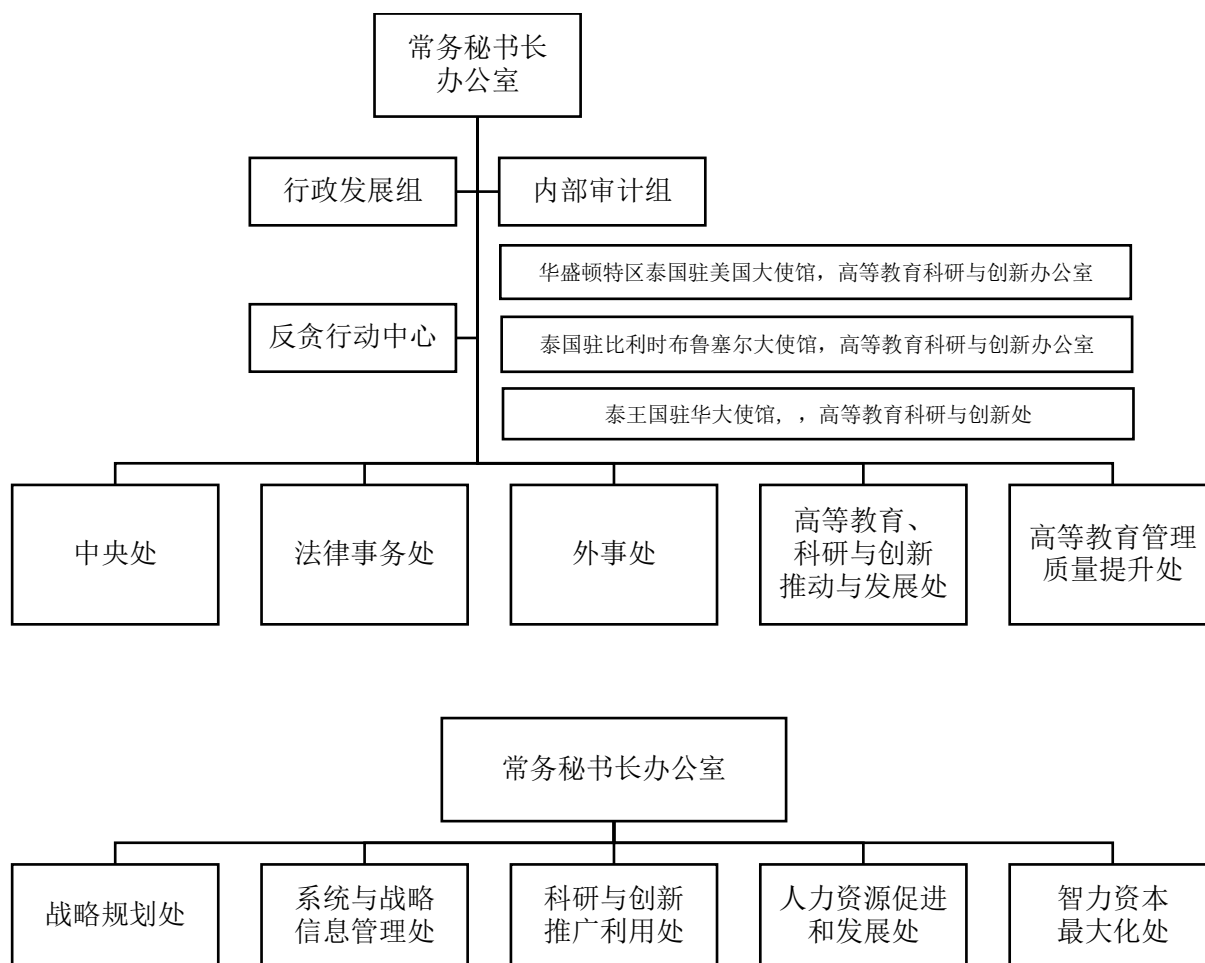 常务秘书长
办公室
行政发展组
内部审计组
华盛顿特区泰国驻美国大使馆，高等教育科研与创新办公室
反贪行动中心
泰国驻比利时布鲁塞尔大使馆，高等教育科研与创新办公室
泰王国驻华大使馆，，高等教育科研与创新处
中央处
法律事务处
外事处
高等教育、
科研与创新
推动与发展处
高等教育管理
质量提升处
常务秘书长办公室
战略规划处
系统与战略
信息管理处
科研与创新
推广利用处
人力资源促进
和发展处
智力资本
最大化处